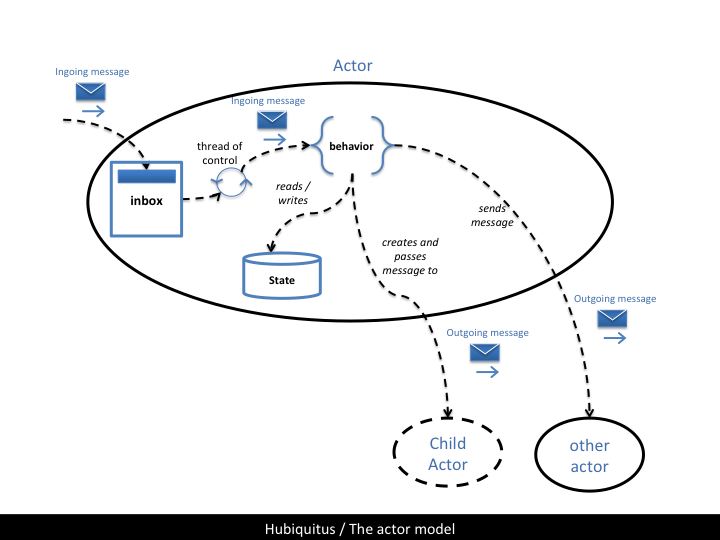 Actor
Ingoing message
Ingoing message
thread of
control
behavior
inbox
reads /
writes
sends
message
creates and
passes
message to
State
Outgoing message
Outgoing message
Child
Actor
other
actor
Hubiquitus / The actor model